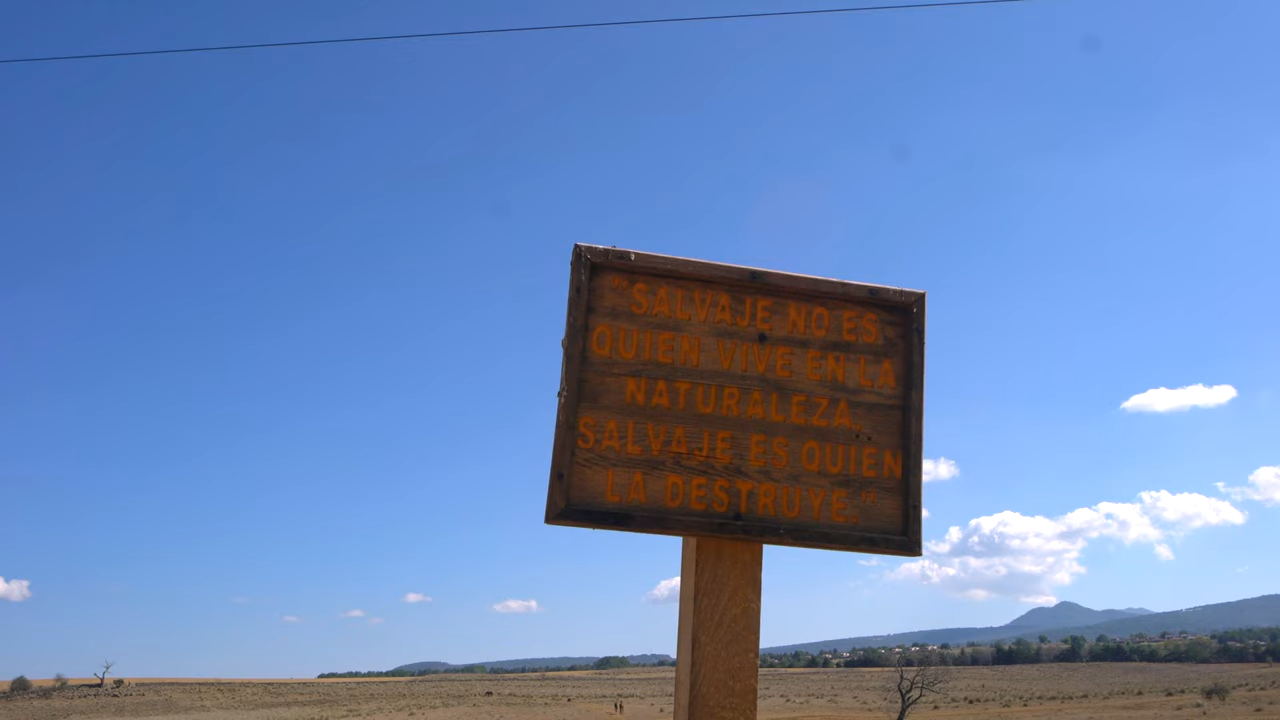 "SALVAJE NO ES
QUIEN VIVE EN LA
NATURALEZA.
SALVAJE ES QUIEN
LA DESTRUYE."